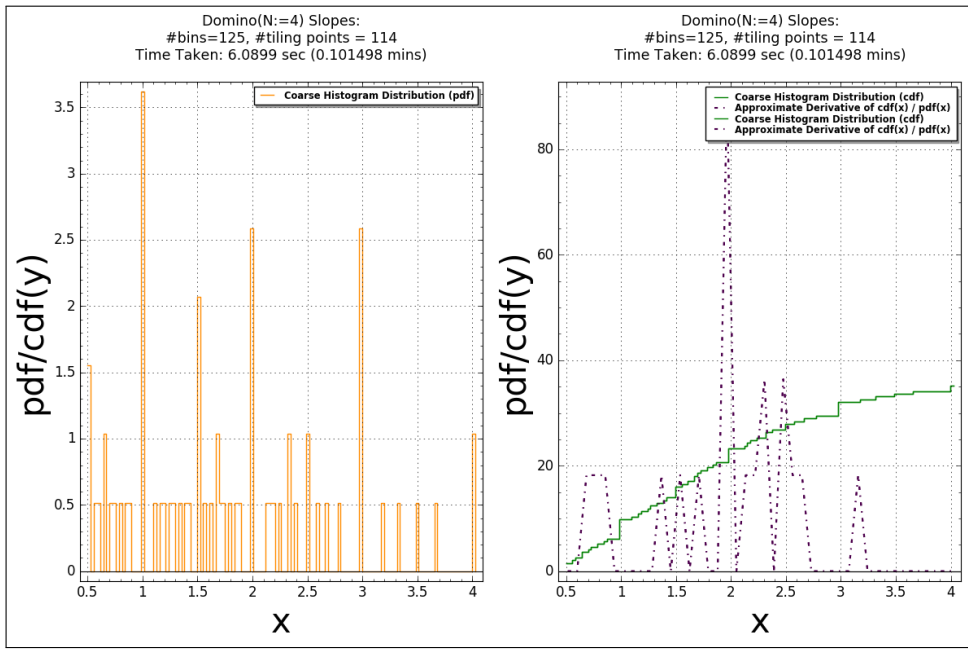 Domino(N:=4) Slopes:
#bins=125, #tiling points = 114
Time Taken: 6.0899 sec (0.101498 mins)
Coarse Histogram Distribution (pdf)
3.5
3
2.5
2
1.5
1
0.5
0
pdf/cdf(y)
0.5 1 1.5 2 2.5 3 3.5 4
x
Domino(N:=4) Slopes:
#bins=125, #tiling points = 114
Time Taken: 6.0899 sec (0.101498 mins)
Coarse Histogram Distribution (cdf)
Approximate Derivative of cdf(x) / pdf(x)
Coarse Histogram Distribution (cdf)
Approximate Derivative of cdf(x) / pdf(x)
80
60
40
20
0
pdf/cdf(y)
0.5 1 1.5 2 2.5 3 3.5 4
x